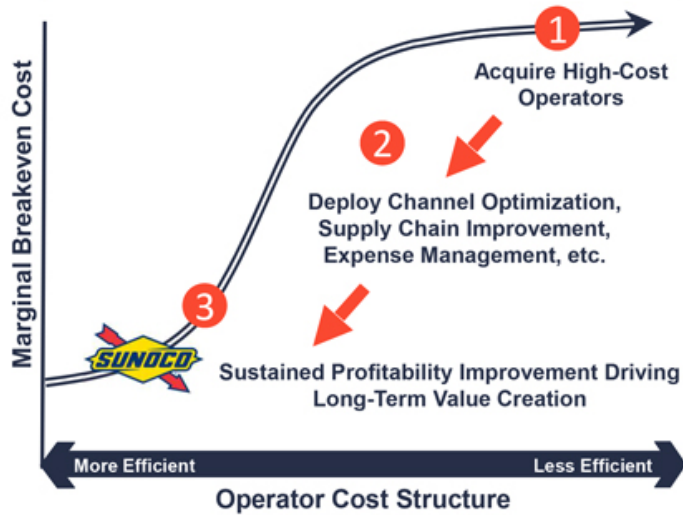 1
Acquire High-Cost
Operators
2
Deploy Channel Optimization,
Supply Chain Improvement,
Expense Management, etc.
3
SUNOCO
Sustained Profitability Improvement Driving
Long-Term Value Creation
Marginal Breakeven Cost
More Efficient
Less Efficient
Operator Cost Structure